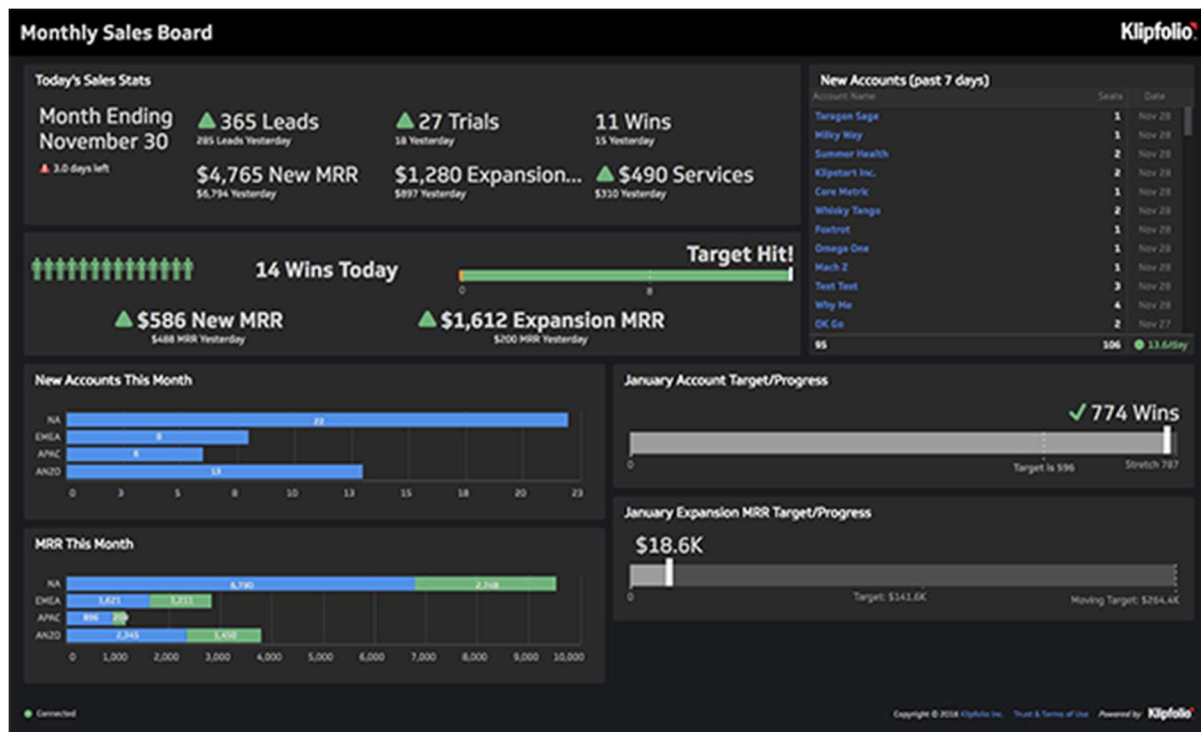 Monthly Sales Board
Klipfolio
Today's Sales Stats
Month Ending
November 30
3.0 days left
365 Leads
285 Leads Yesterday
27 Trials
18 Yesterday
11 Wins
15 Yesterday
$4,765 New MRR
$6,794 Yesterday
$1,280 Expansion...
$897 Yesterday
$490 Services
$310 Yesterday
New Accounts (past 7 days)
Account Name Seats Date
Taragon Sage 1 Nov 28
Milky Way 1 Nov 28
Summer Health 2 Nov 28
Klipstart Inc. 2 Nov 28
Core Metric 1 Nov 28
Whisky Tango 2 Nov 28
Foxtrot 1 Nov 28
Omega One 1 Nov 28
Mach Z 1 Nov 28
Test Test 3 Nov 28
Why Me 4 Nov 28
OK Go 2 Nov 27
95 106 13.6/day
14 Wins Today
Target Hit!
0 8
$586 New MRR
$488 MRR Yesterday
$1,612 Expansion MRR
$200 MRR Yesterday
New Accounts This Month
NA 22
EMEA 8
APAC 6
ANZO 13
0 3 5 8 10 13 15 18 20 23
January Account Target/Progress
774 Wins
0 Target is 596 Stretch 787
January Expansion MRR Target/Progress
$18.6K
0 Target: $141.6K Moving Target: $264.4K
MRR This Month
NA 6,790 2,748
EMEA 1,621 1,211
APAC 896
ANZO 2,345 1,450
0 1,000 2,000 3,000 4,000 5,000 6,000 7,000 8,000 9,000 10,000
Connected
Copyright © 2018 Klipfolio Inc. Trust & Terms of Use Powered by Klipfolio